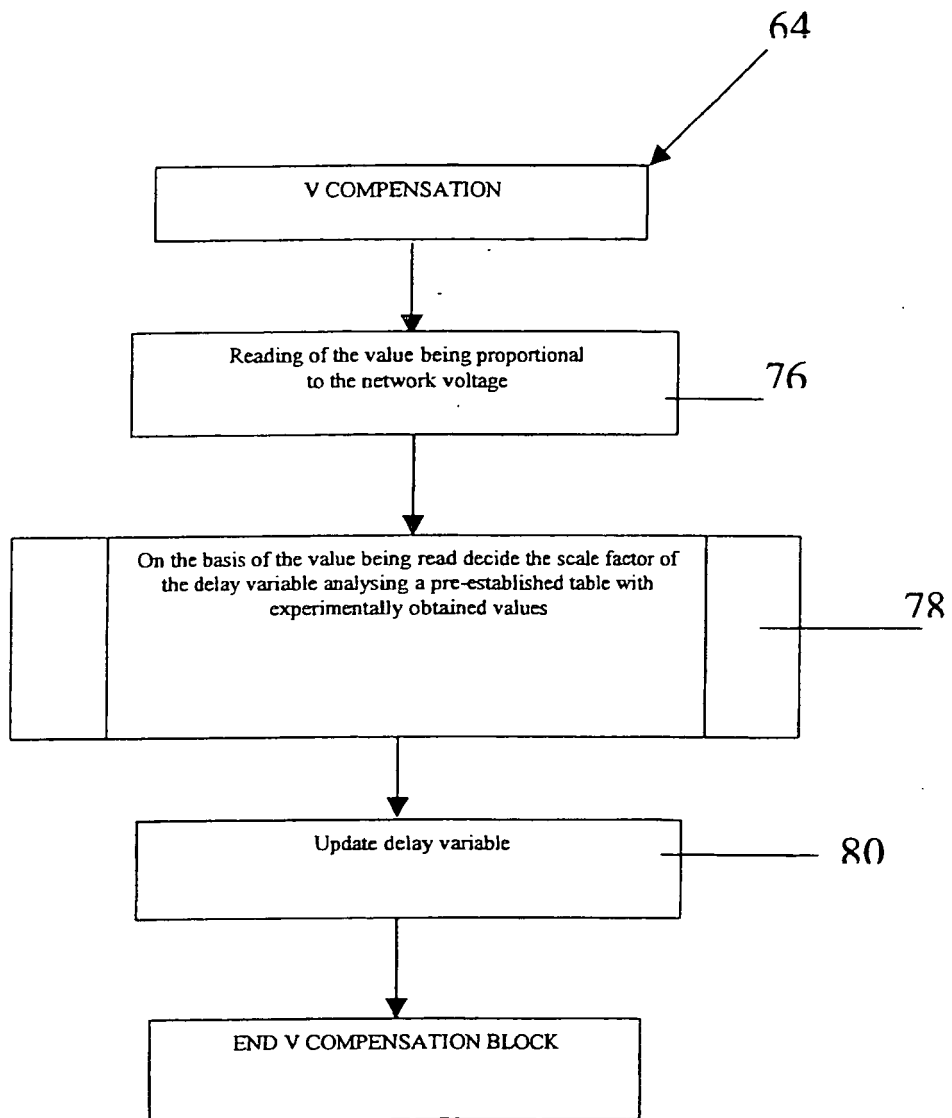 64
V COMPENSATION
Reading of the value being proportional
to the network voltage
76
On the basis of the value being read decide the scale factor of
the delay variable analysing a pre-established table with
experimentally obtained values
78
Update delay variable
80
END V COMPENSATION BLOCK